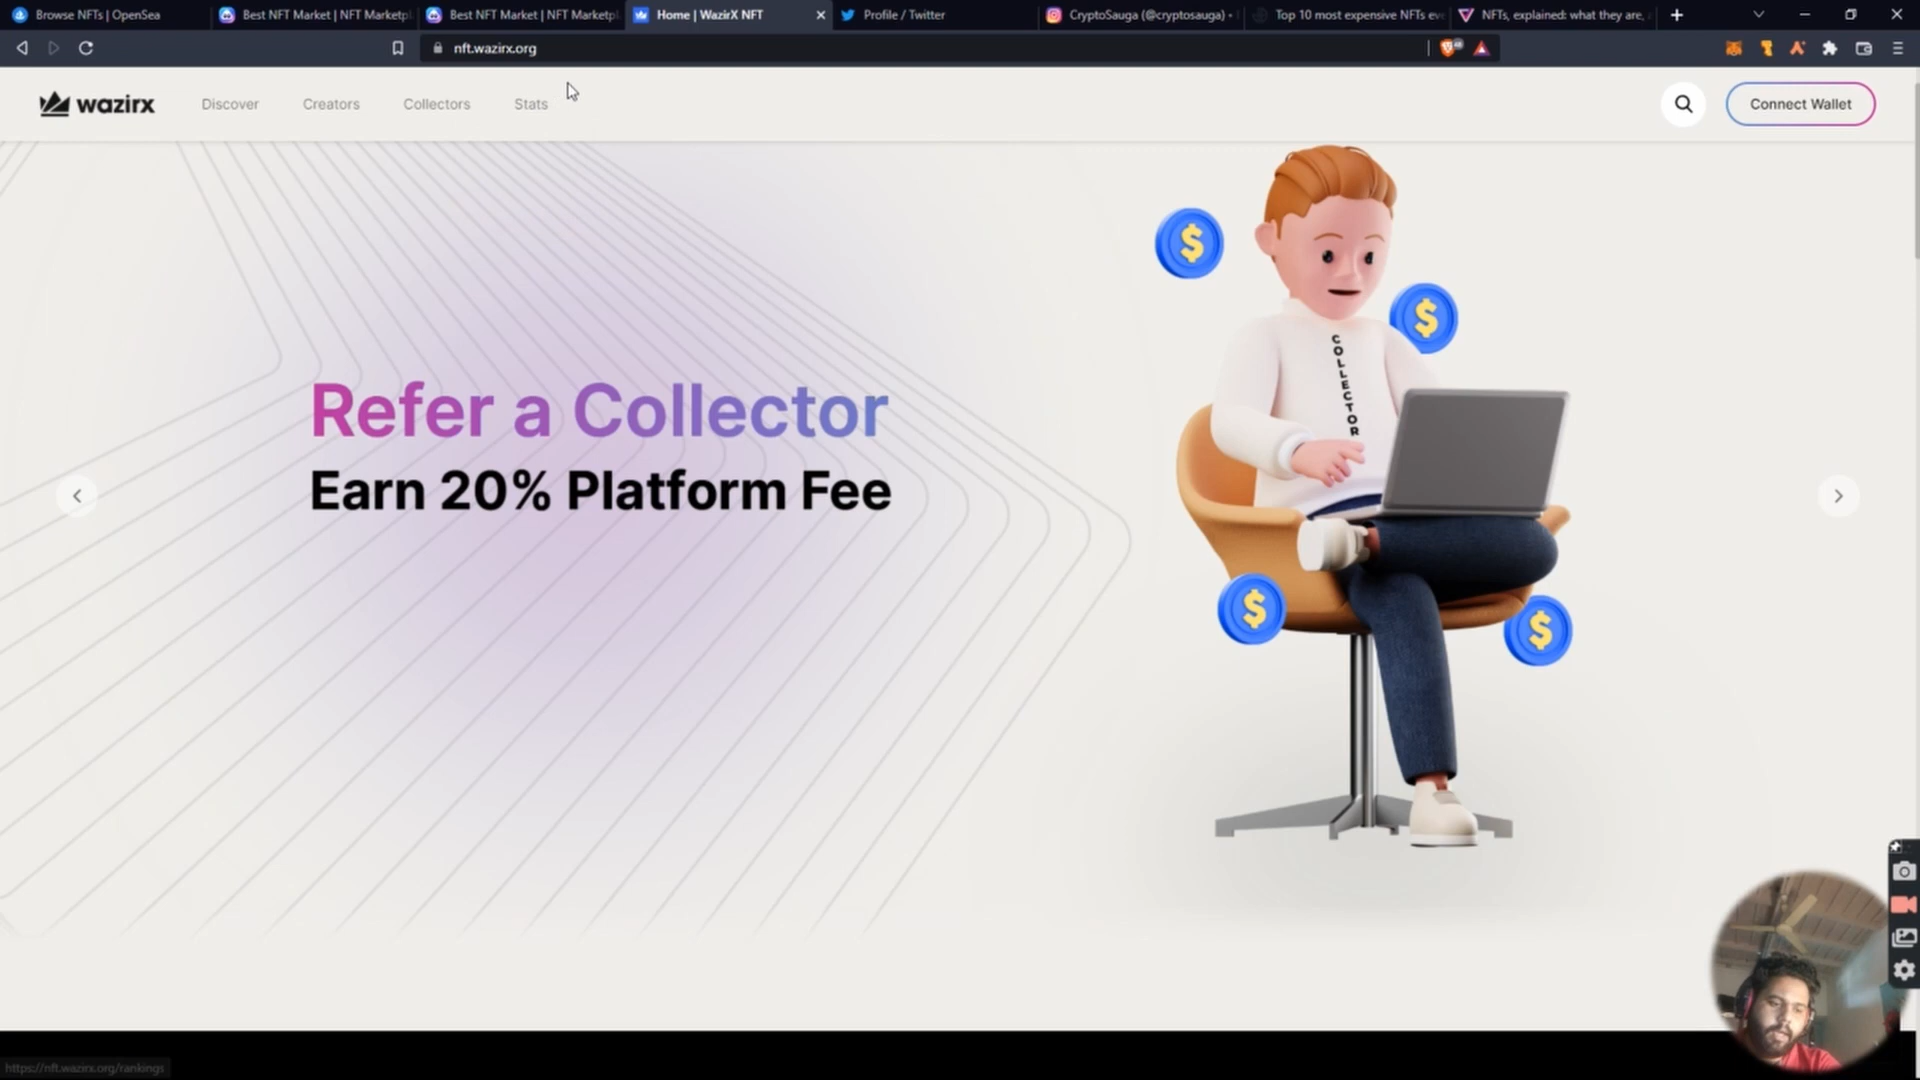 Browse NFTs | OpenSea
Best NFT Market | NFT Marketpl
Best NFT Market | NFT Marketpl
Home | WazirX NFT
Profile / Twitter
CryptoSauga (@cryptosauga) •
Top 10 most expensive NFTs eve
NFTs, explained: what they are,
nft.wazirx.org
wazirx
Discover
Creators
Collectors
Stats
Connect Wallet
COLLECTOR
Refer a Collector
Earn 20% Platform Fee
$
$
$
$
https://nft.wazirx.org/rankings